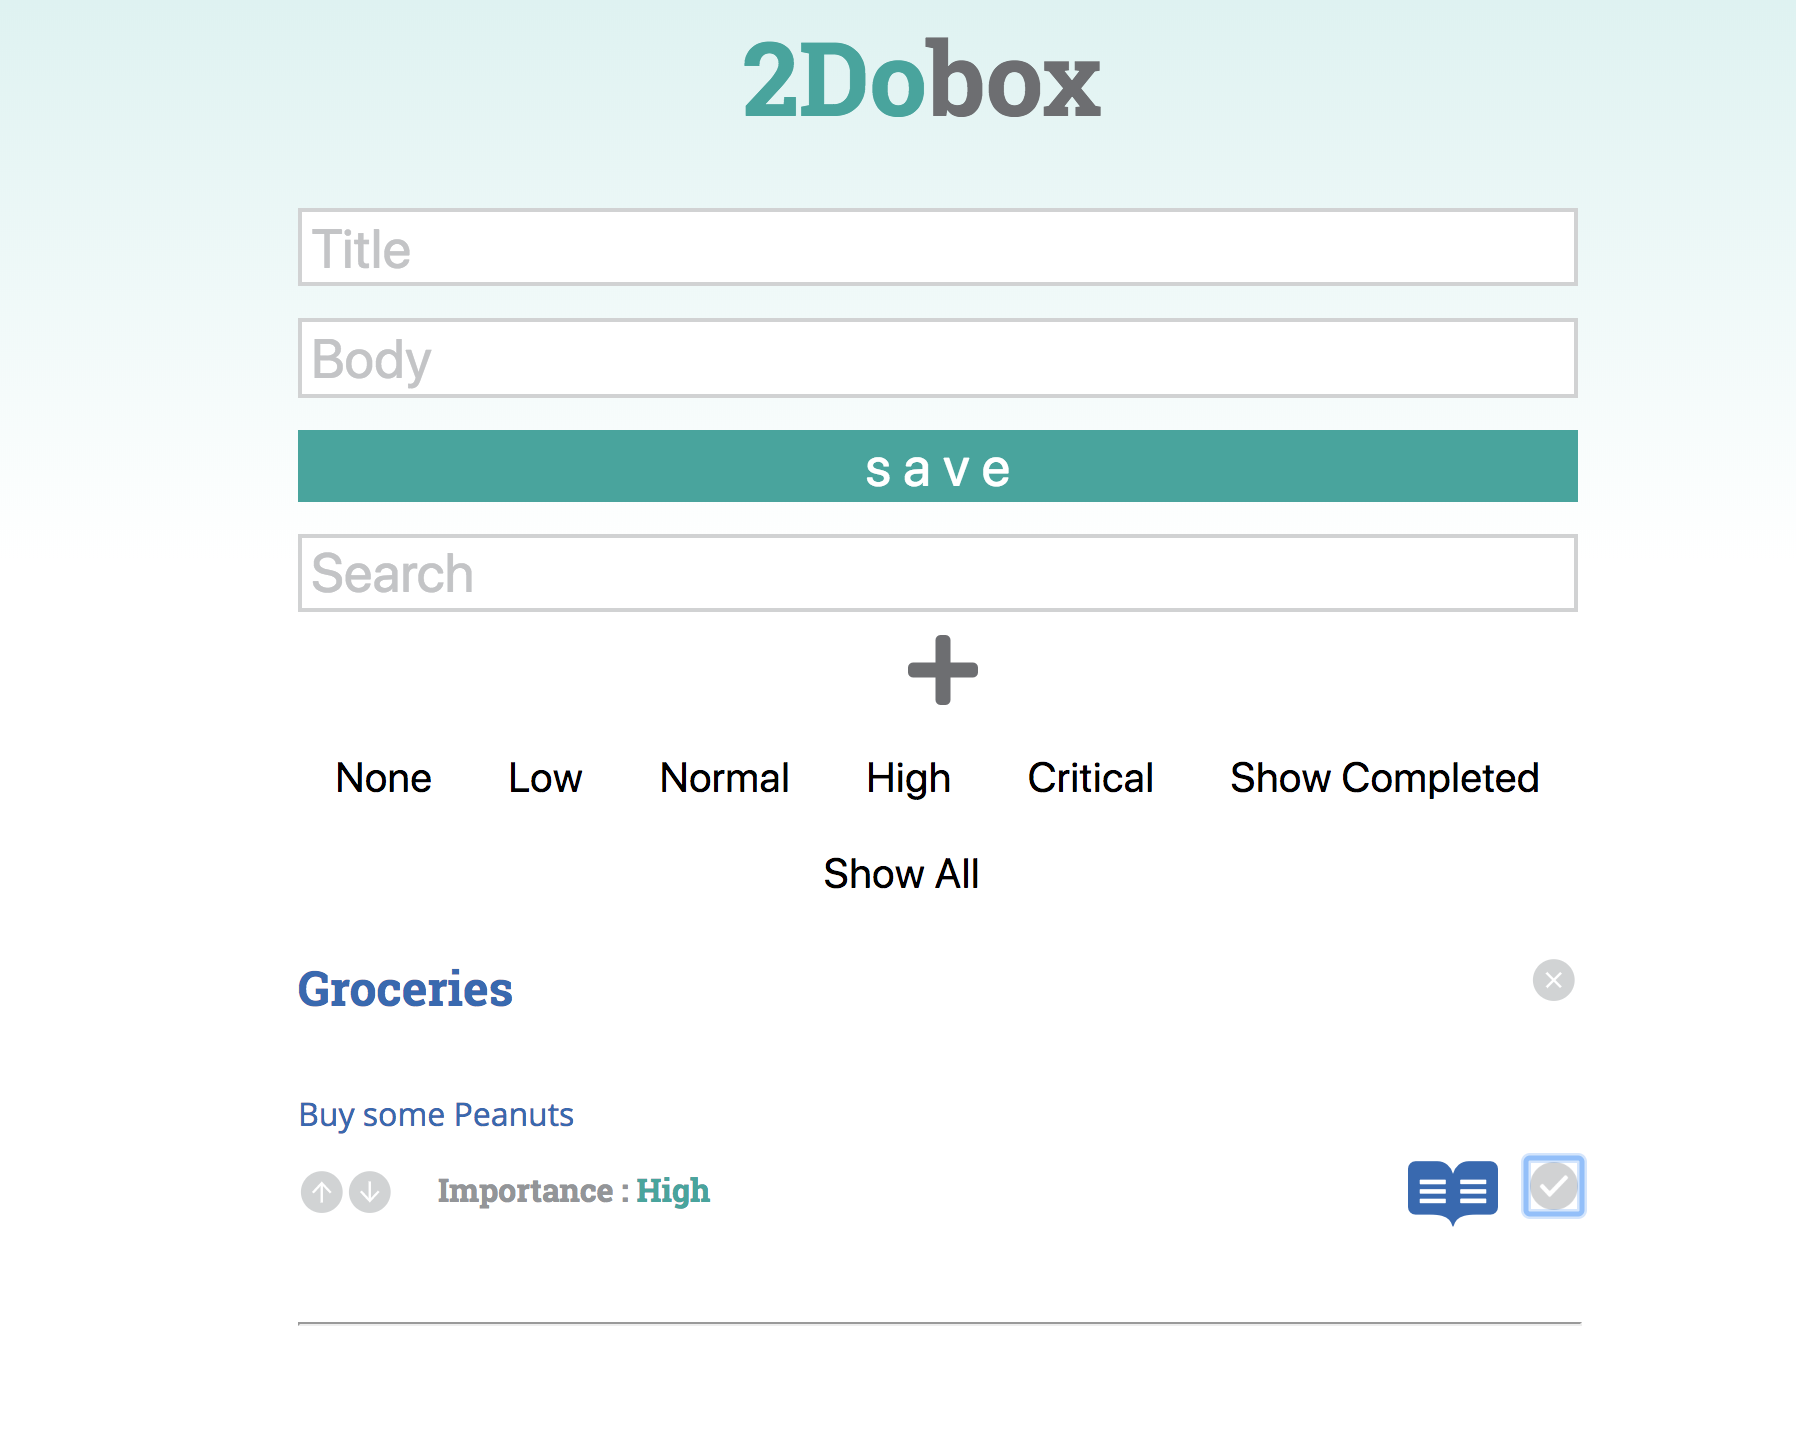 2Dobox
Title
Body
save
Search
None Low Normal High Critical Show Completed
Show All
Groceries
Buy some Peanuts
Importance : High